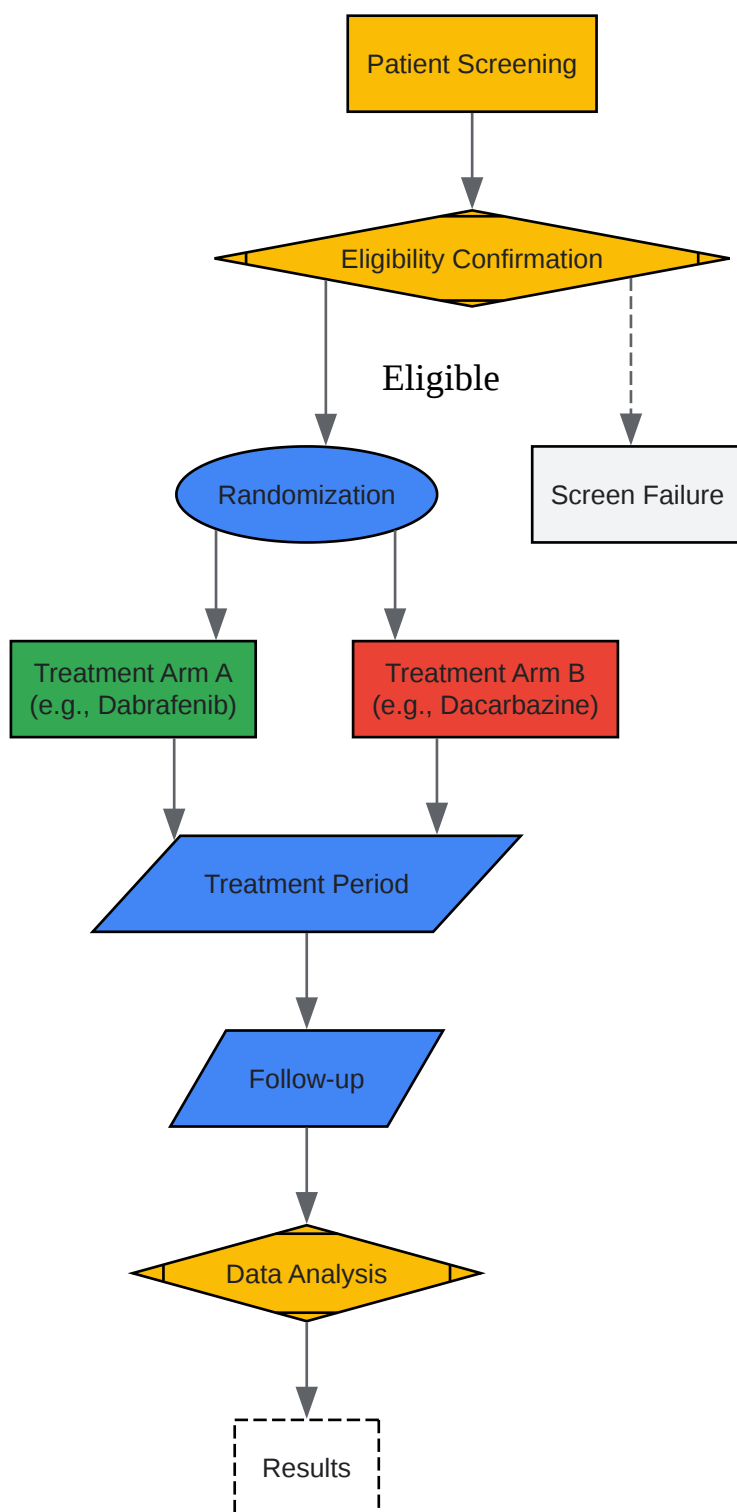 Patient Screening
Eligibility Confirmation
Eligible
Randomization
Screen Failure
Treatment Arm A
(e.g., Dabrafenib)
Treatment Arm B
(e.g., Dacarbazine)
Treatment Period
Follow-up
Data Analysis
Results